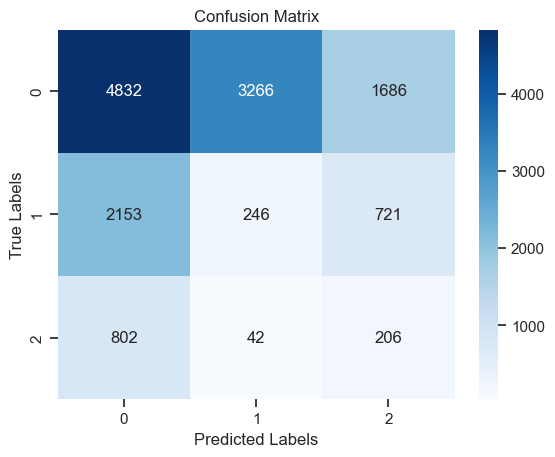 Confusion Matrix
0 4832 3266 1686
1 2153 246 721
2 802 42 206
0 1 2
True Labels
Predicted Labels
4000
3000
2000
1000